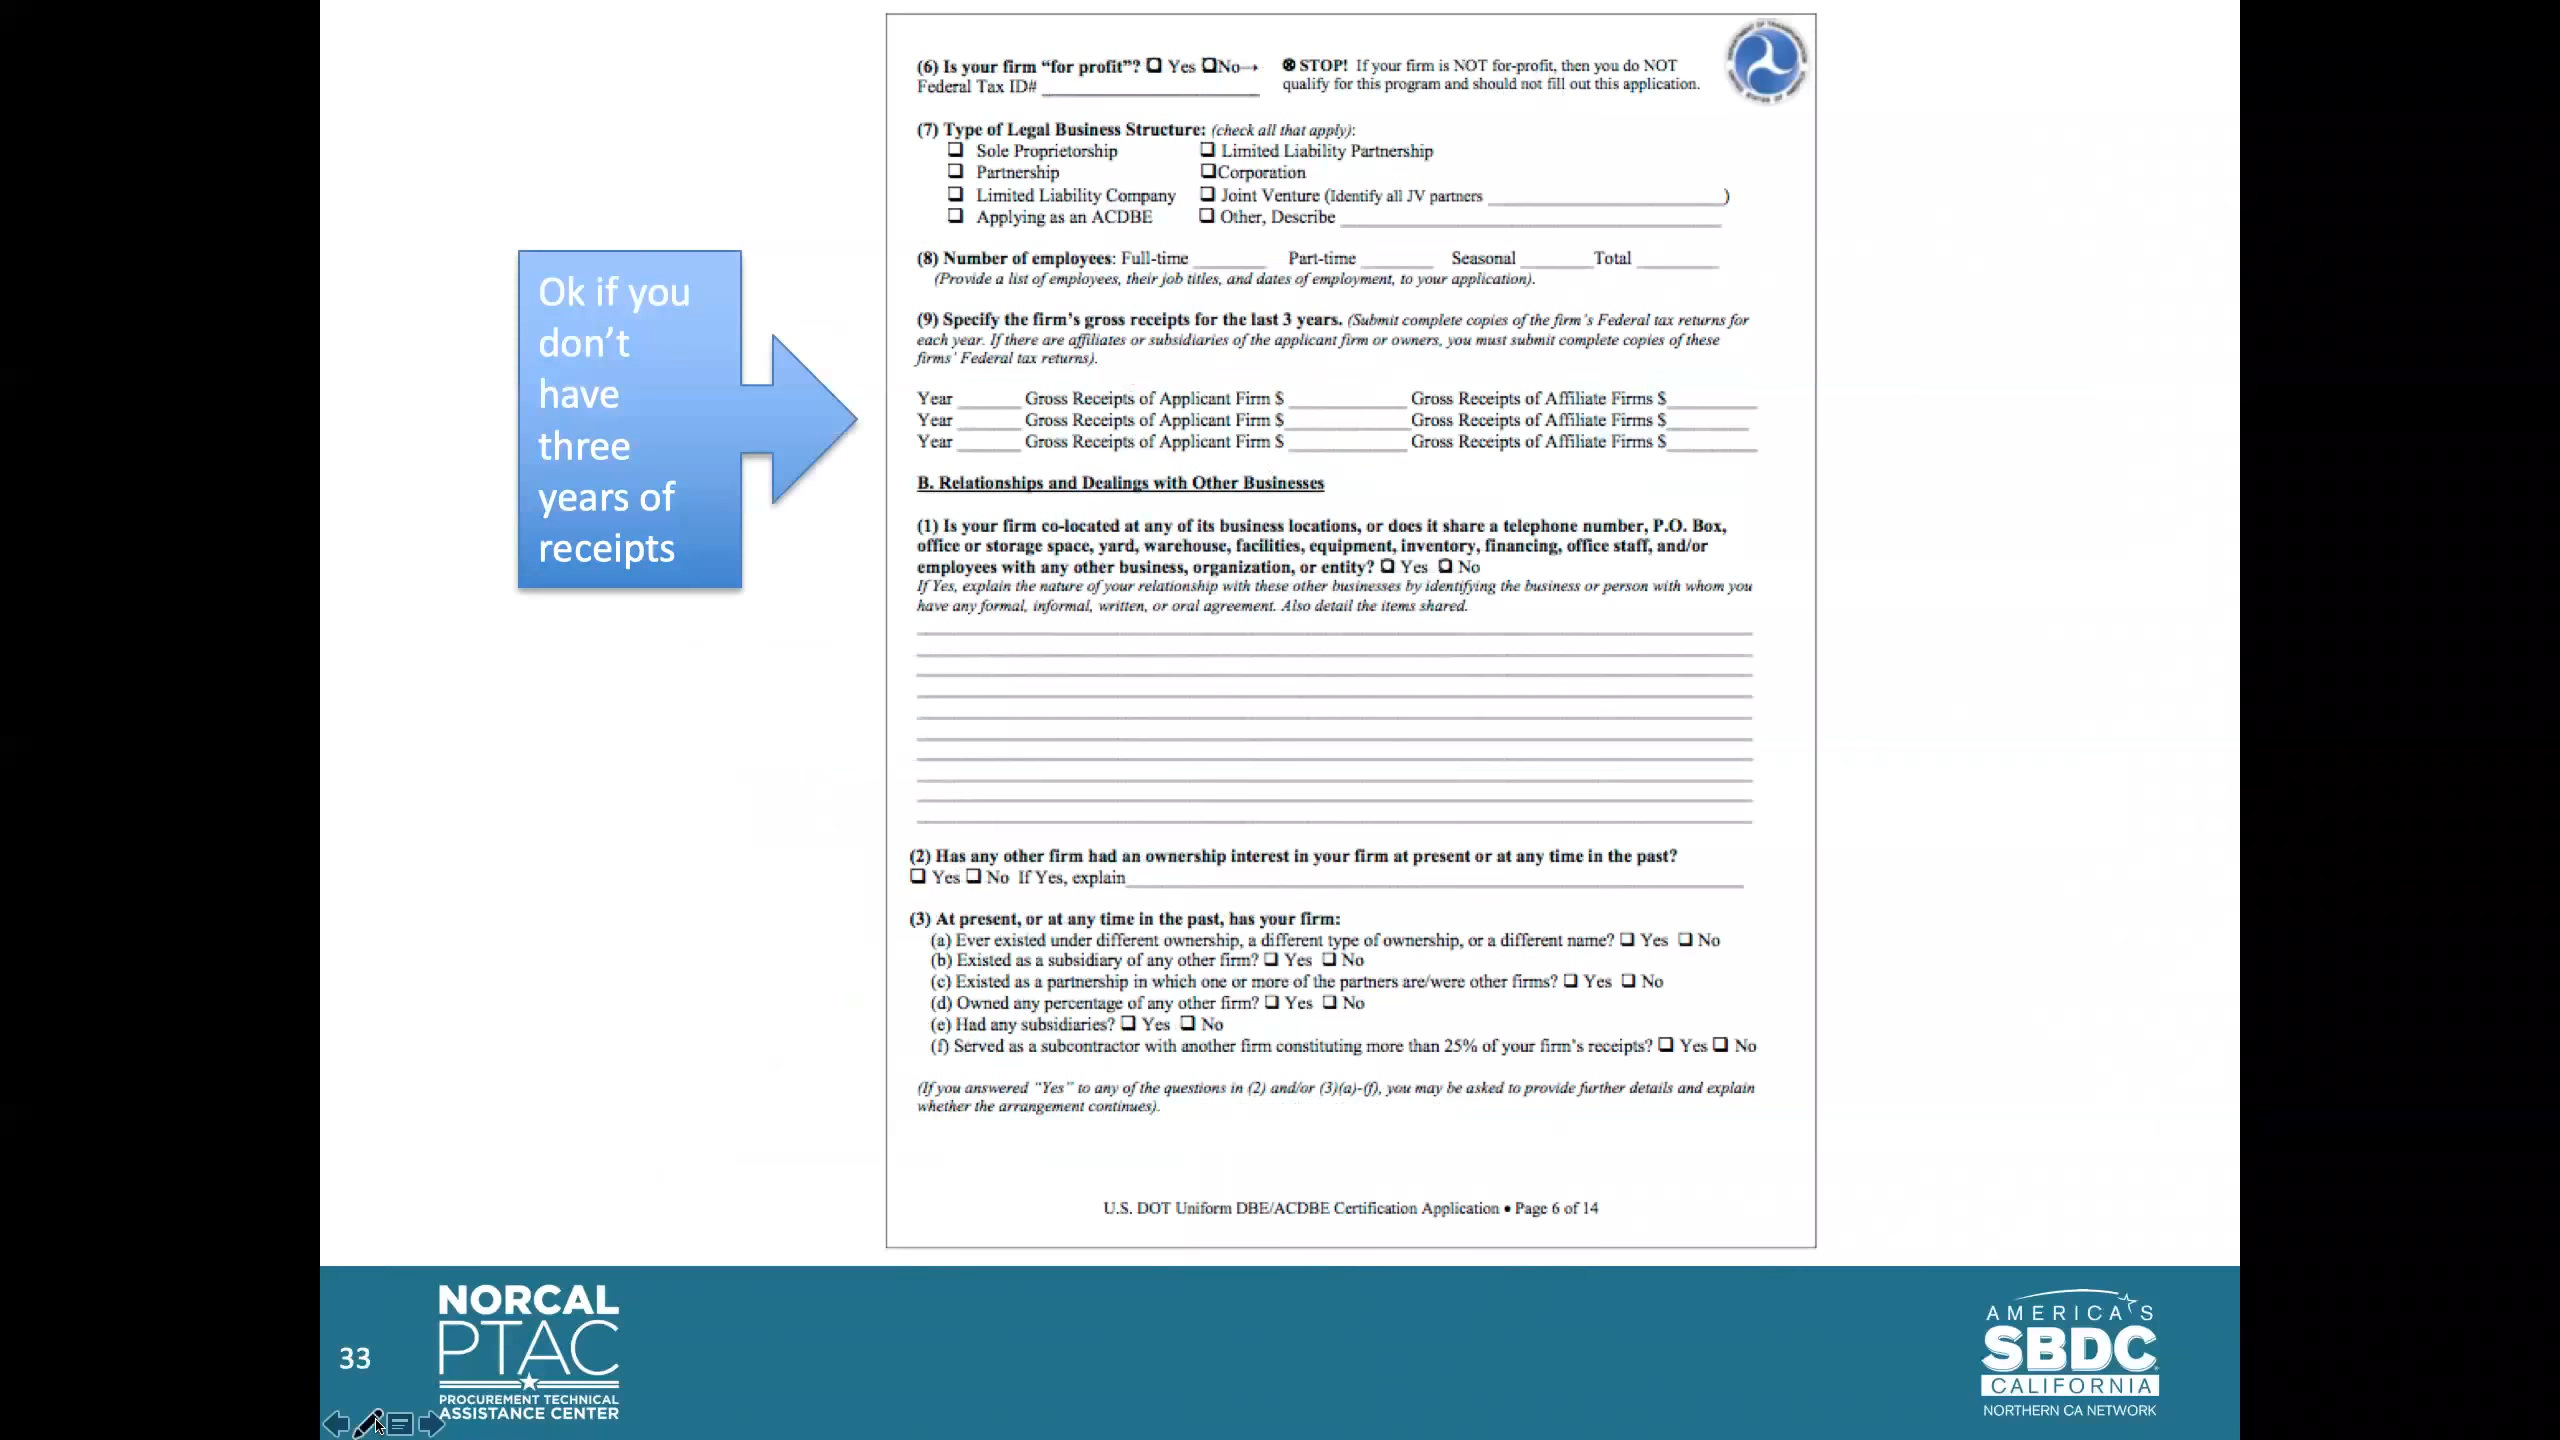 Ok if you
don’t
have
three
years of
receipts
(6) Is your firm “for profit”? ❑ Yes ❑No→ ⊗ STOP! If your firm is NOT for-profit, then you do NOT
Federal Tax ID# ____________________ qualify for this program and should not fill out this application.
(7) Type of Legal Business Structure: (check all that apply):
❑ Sole Proprietorship ❑ Limited Liability Partnership
❑ Partnership ❑Corporation
❑ Limited Liability Company ❑ Joint Venture (Identify all JV partners ______________________)
❑ Applying as an ACDBE ❑ Other, Describe ___________________________________
(8) Number of employees: Full-time _______ Part-time _______ Seasonal _______Total ________
(Provide a list of employees, their job titles, and dates of employment, to your application).
(9) Specify the firm’s gross receipts for the last 3 years. (Submit complete copies of the firm’s Federal tax returns for
each year. If there are affiliates or subsidiaries of the applicant firm or owners, you must submit complete copies of these
firms’ Federal tax returns).
Year ______ Gross Receipts of Applicant Firm $ ___________ Gross Receipts of Affiliate Firms $_________
Year ______ Gross Receipts of Applicant Firm $____________ Gross Receipts of Affiliate Firms $________
Year ______ Gross Receipts of Applicant Firm $ ___________ Gross Receipts of Affiliate Firms $_________
B. Relationships and Dealings with Other Businesses
(1) Is your firm co-located at any of its business locations, or does it share a telephone number, P.O. Box,
office or storage space, yard, warehouse, facilities, equipment, inventory, financing, office staff, and/or
employees with any other business, organization, or entity? ❑ Yes ❑ No
If Yes, explain the nature of your relationship with these other businesses by identifying the business or person with whom you
have any formal, informal, written, or oral agreement. Also detail the items shared.
(2) Has any other firm had an ownership interest in your firm at present or at any time in the past?
❑ Yes ❑ No If Yes, explain____________________________________________________________
(3) At present, or at any time in the past, has your firm:
(a) Ever existed under different ownership, a different type of ownership, or a different name? ❑ Yes ❑ No
(b) Existed as a subsidiary of any other firm? ❑ Yes ❑ No
(c) Existed as a partnership in which one or more of the partners are/were other firms? ❑ Yes ❑ No
(d) Owned any percentage of any other firm? ❑ Yes ❑ No
(e) Had any subsidiaries? ❑ Yes ❑ No
(f) Served as a subcontractor with another firm constituting more than 25% of your firm’s receipts? ❑ Yes ❑ No
(If you answered “Yes” to any of the questions in (2) and/or (3)(a)-(f), you may be asked to provide further details and explain
whether the arrangement continues).
U.S. DOT Uniform DBE/ACDBE Certification Application • Page 6 of 14
33
NORCAL
PTAC
PROCUREMENT TECHNICAL
ASSISTANCE CENTER
AMERICA'S
SBDC
CALIFORNIA
NORTHERN CA NETWORK